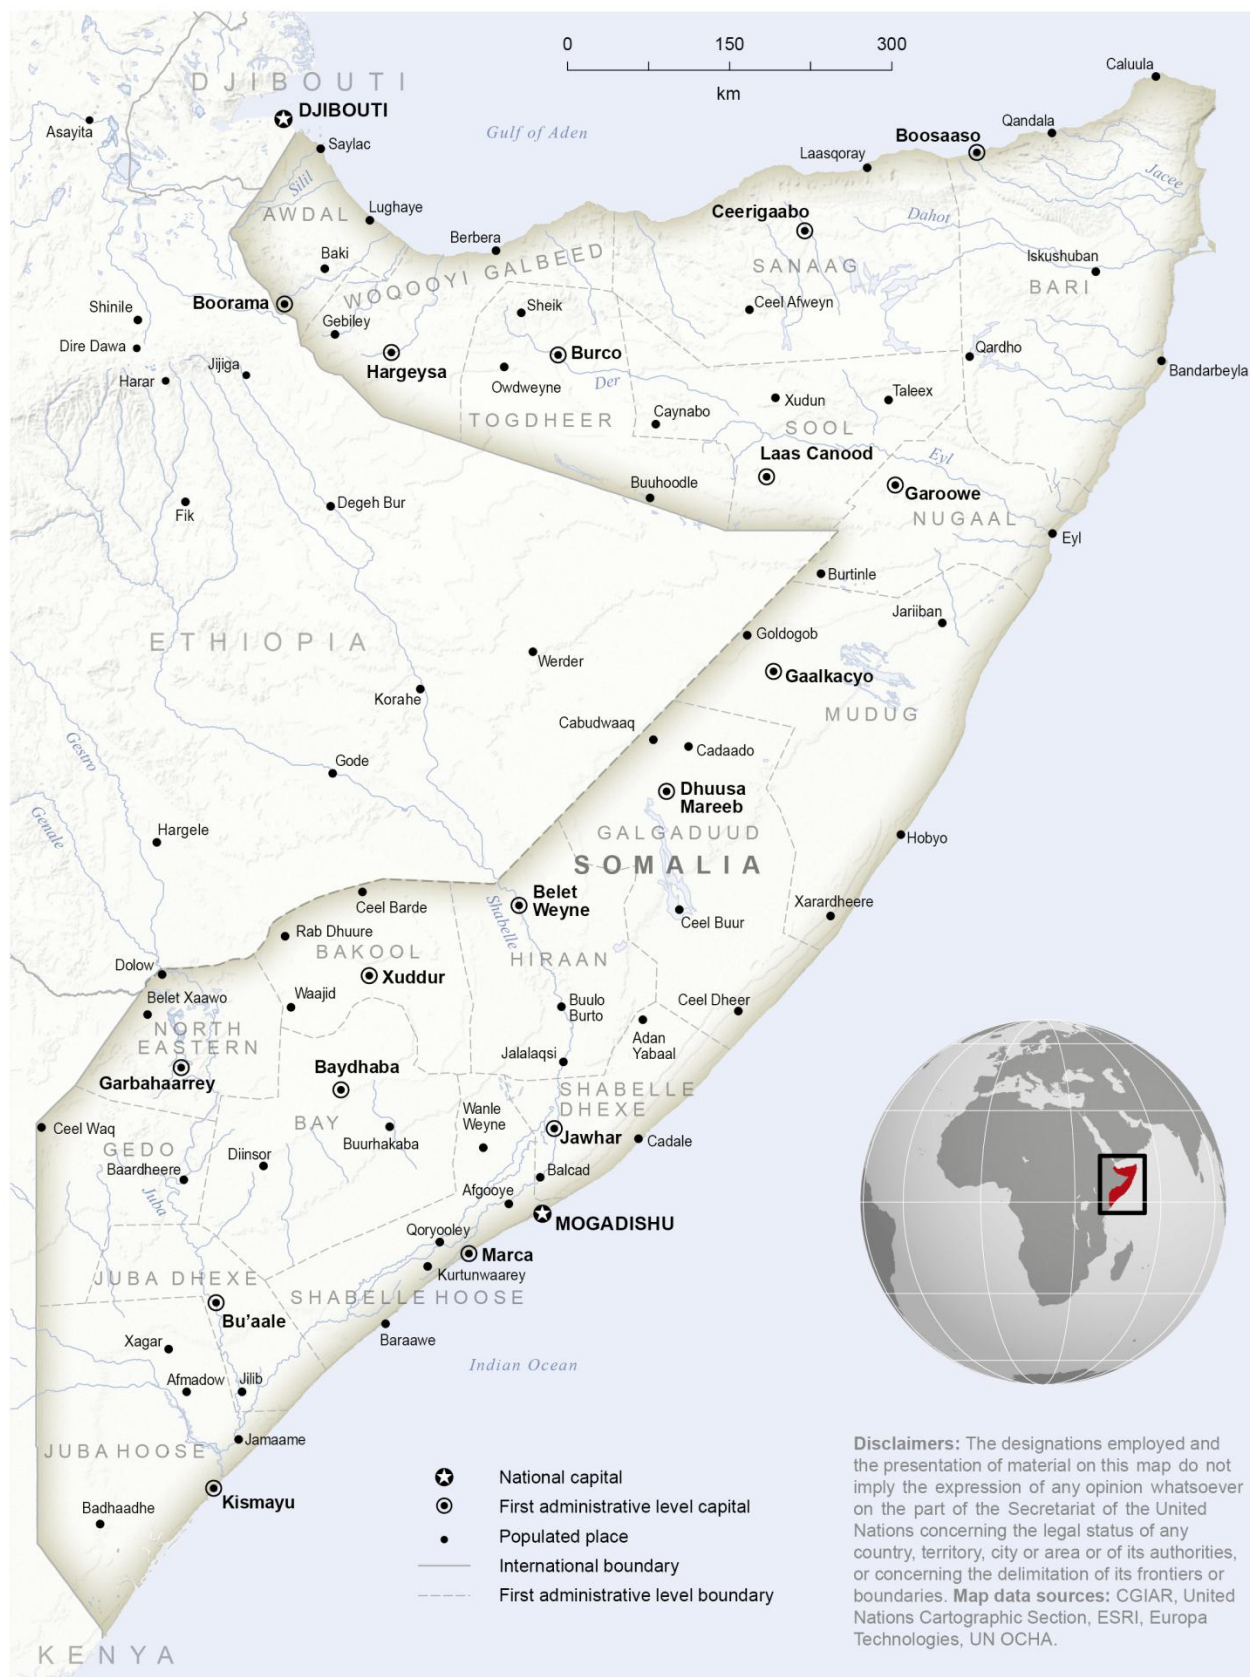 0
150
300
km
Caluula
DJIBOUTI
DJIBOUTI
Asayita
Gulf of Aden
Qandala
Boosaaso
Saylac
Laasqoray
Jacee
Silil
AWDAL
Lughaye
Ceerigaabo
Dahot
Berbera
Baki
WOQOOYI GALBEED
SANAAG
Iskushuban
BARI
Boorama
Shinile
Sheik
Ceel Afweyn
Gebiley
Dire Dawa
Jijiga
Hargeysa
Burco
Qardho
Harar
Owdweyne
Der
Bandarbeyla
Taleex
Xudun
Caynabo
TOGDHEER
SOOL
Laas Canood
Eyl
Buuhoodle
Garoowe
Degeh Bur
Fik
NUGAAL
Eyl
Burtinle
Jariiban
ETHIOPIA
Goldogob
Werder
Gaalkacyo
Korahe
MUDUG
Cabudwaaq
Cadaado
Gestro
Gode
Dhuusa
Mareeb
Genale
Hargele
GALGADUUD
Hobyo
SOMALIA
Belet
Weyne
Ceel Barde
Xarardheere
Shabelle
Ceel Buur
Rab Dhuure
BAKOOL
HIRAAN
Dolow
Xuddur
Belet Xaawo
Waajid
Buulo
Burto
Ceel Dheer
NORTH
EASTERN
Adan
Yabaal
Jalalaqsi
Baydhaba
Garbahaarrey
SHABELLE
DHEXE
Wanle
Weyne
BAY
Ceel Waq
Jawhar
Cadale
Buurhakaba
GEDO
Diinsor
Baardheere
Balcad
Juba
Afgooye
MOGADISHU
Qoryooley
Marca
Kurtunwaarey
JUBA DHEXE
SHABELLE HOOSE
Bu’aale
Baraawe
Xagar
Indian Ocean
Afmadow
Jilib
Jamaame
JUBA HOOSE
Kismayu
Badhaadhe
KENYA
National capital
First administrative level capital
Populated place
International boundary
First administrative level boundary
Disclaimers: The designations employed and
the presentation of material on this map do not
imply the expression of any opinion whatsoever
on the part of the Secretariat of the United
Nations concerning the legal status of any
country, territory, city or area or of its authorities,
or concerning the delimitation of its frontiers or
boundaries. Map data sources: CGIAR, United
Nations Cartographic Section, ESRI, Europa
Technologies, UN OCHA.